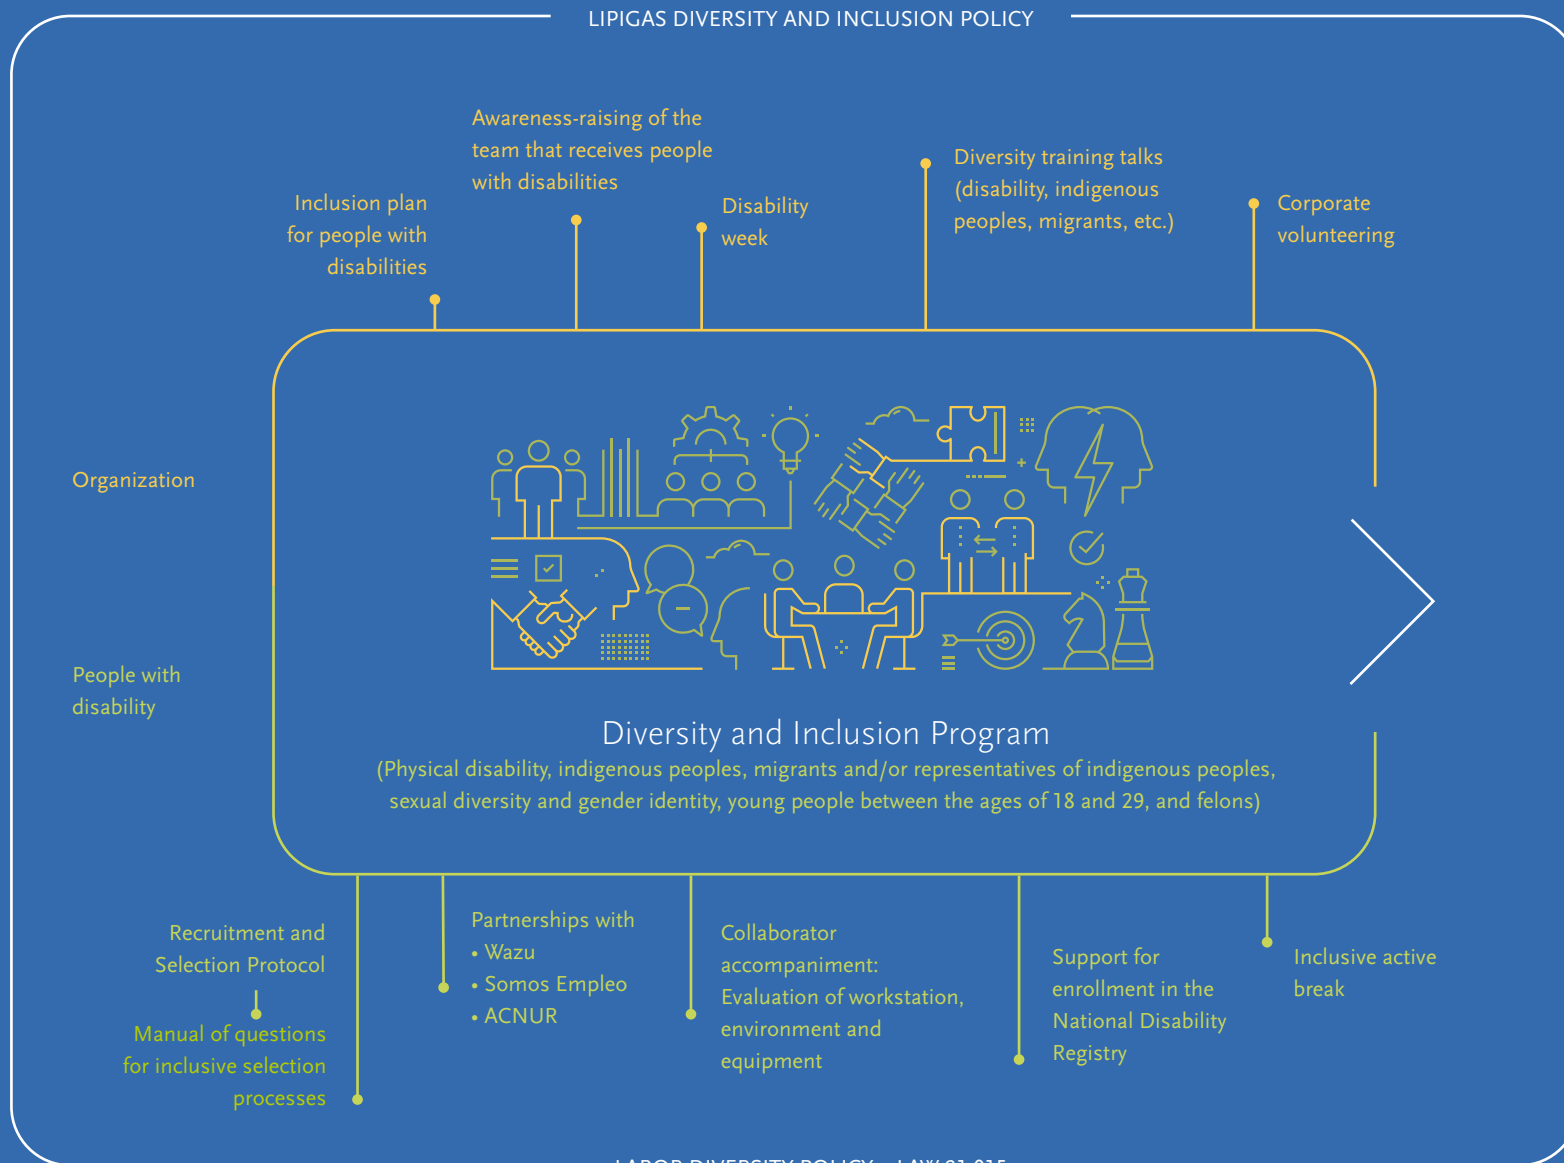 LIPIGAS DIVERSITY AND INCLUSION POLICY
Awareness-raising of the
team that receives people
with disabilities
Inclusion plan
for people with
disabilities
Disability
week
Diversity training talks
(disability, indigenous
peoples, migrants, etc.)
Corporate
volunteering
Organization
People with
disability
Diversity and Inclusion Program
(Physical disability, indigenous peoples, migrants and/or representatives of indigenous peoples,
sexual diversity and gender identity, young people between the ages of 18 and 29, and felons)
Recruitment and
Selection Protocol
Manual of questions
for inclusive selection
processes
Partnerships with
• Wazu
• Somos Empleo
• ACNUR
Collaborator
accompaniment:
Evaluation of workstation,
environment and
equipment
Support for
enrollment in the
National Disability
Registry
Inclusive active
break
LABOR DIVERSITY POLICY